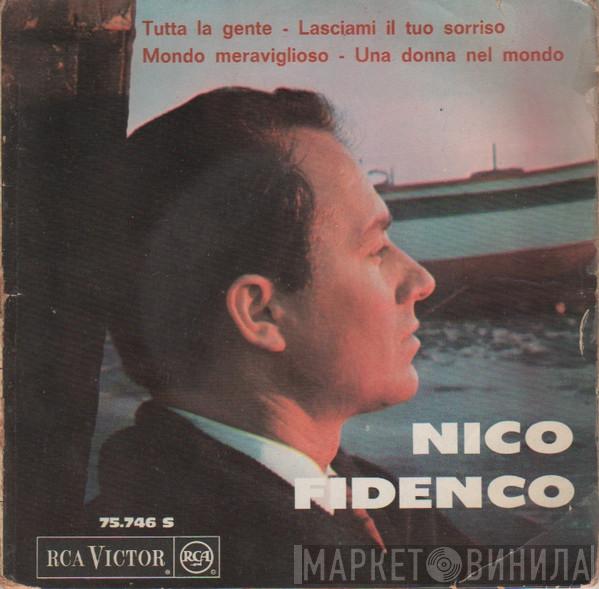 Tutta la gente - Lasciami il tuo sorriso
Mondo meraviglioso - Una donna nel mondo
NICO
FIDENCO
75.746 S
RCA VICTOR RCA
МАРКЕТ ВИНИЛА